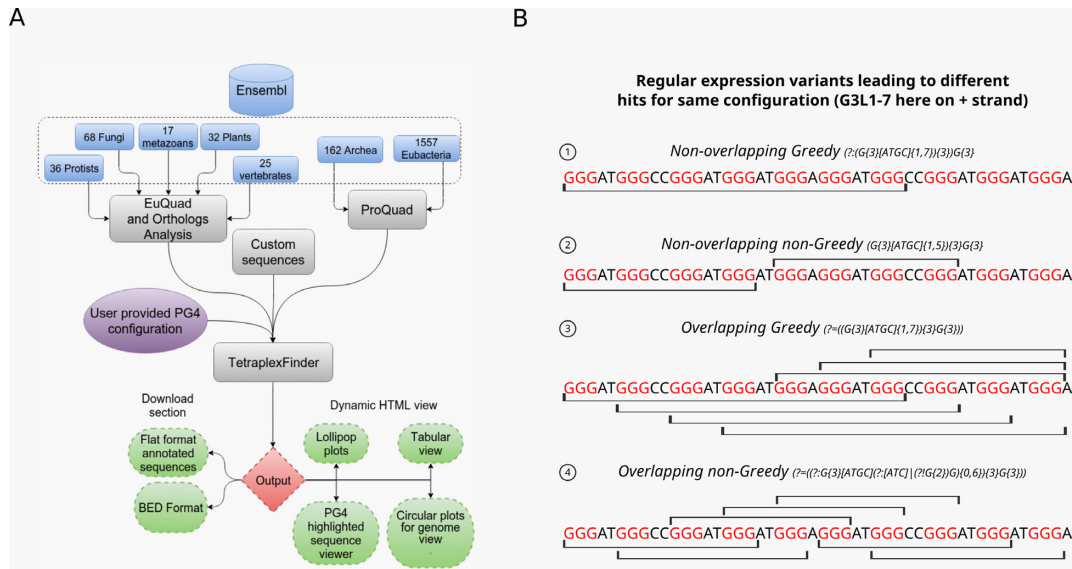 A
Ensembl
68 Fungi
17
metazoans
32 Plants
36 Protists
25
vertebrates
162 Archea
1557
Eubacteria
EuQuad
and Orthologs
Analysis
ProQuad
Custom
sequences
User provided PG4
configuration
TetraplexFinder
Download
section
Dynamic HTML view
Flat format
annotated
sequences
BED Format
Output
Lollipop
plots
Tabular
view
PG4
highlighted
sequence
viewer
Circular plots
for genome
view
B
Regular expression variants leading to different
hits for same configuration (G3L1-7 here on + strand)
1 Non-overlapping Greedy (?:(G{3}[ATGC]{1,7}){3})G{3}
GGGATGGGCCGGGATGGGATGGGAGGGATGGGCCGGGATGGGATGGGA
2 Non-overlapping non-Greedy (G{3}[ATGC]{1,5}){3}G{3}
GGGATGGGCCGGGATGGGATGGGAGGGATGGGCCGGGATGGGATGGGA
3 Overlapping Greedy (?=((G{3}[ATGC]{1,7}){3}G{3}))
GGGATGGGCCGGGATGGGATGGGAGGGATGGGCCGGGATGGGATGGGA
4 Overlapping non-Greedy (?=((?:G{3}[ATGC](?:[ATC]|(?!G{2})G){0,6}){3}G{3}))
GGGATGGGCCGGGATGGGATGGGAGGGATGGGCCGGGATGGGATGGGA